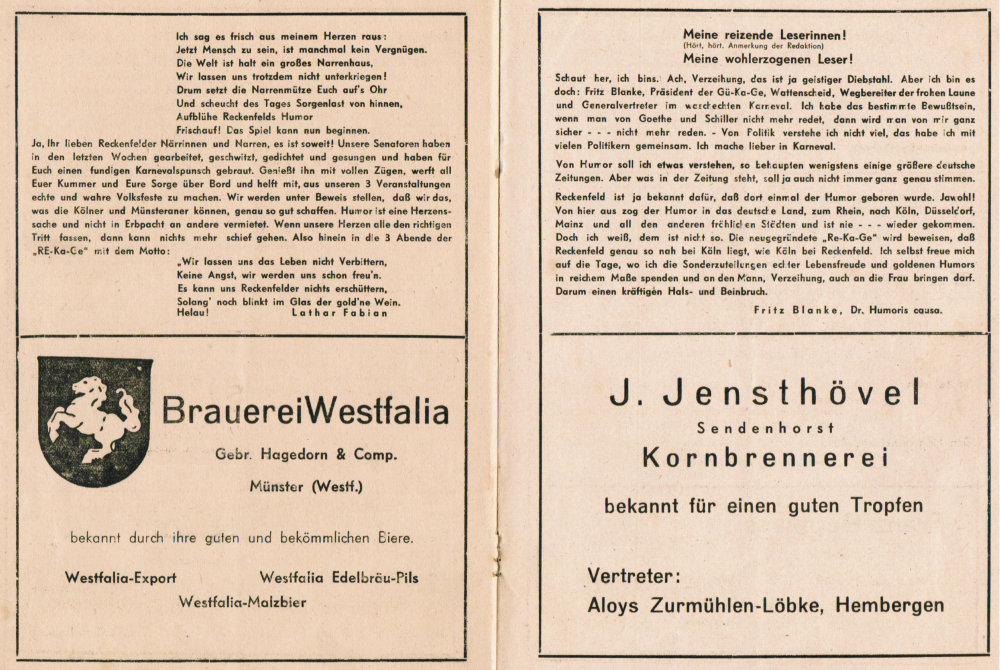 Ich sag es frisch aus meinem Herzen raus:
Jetzt Mensch zu sein, ist manchmal kein Vergnügen.
Die Welt ist halt ein großes Narrenhaus,
Wir lassen uns trotzdem nicht unterkriegen!
Drum setzt die Narrenmütze Euch auf's Ohr
Und scheucht des Tages Sorgenlast von hinnen,
Aufblühe Reckenfelds Humor
Frischauf! Das Spiel kann nun beginnen.
Ja, Ihr lieben Reckenfelder Närrinnen und Narren, es ist soweit! Unsere Senatoren haben
in den letzten Wochen gearbeitet, geschwitzt, gedichtet und gesungen und haben für
Euch einen fundigen Karnevalspunsch gebraut. Genießt ihn mit vollen Zügen, werft all
Euer Kummer und Eure Sorge über Bord und helft mit, aus unseren 3 Veranstaltungen
echte und wahre Volksfeste zu machen. Wir werden unter Beweis stellen, daß wir das,
was die Kölner und Münsteraner können, genau so gut schaffen. Humor ist eine Herzens-
sache und nicht in Erbpacht an andere vermietet. Wenn unsere Herzen alle den richtigen
Tritt fassen, dann kann nichts mehr schief gehen. Also hinein in die 3 Abende der
„RE-Ka-Ge" mit dem Motto:
„Wir lassen uns das Leben nicht Verbittern,
Keine Angst, wir werden uns schon freu'n.
Es kann uns Reckenfelder nichts erschüttern,
Solang' noch blinkt im Glas der gold'ne Wein.
Helau! Lathar Fabian
BrauereiWestfalia
Gebr. Hagedorn & Comp.
Münster (Westf.)
bekannt durch ihre guten und bekömmlichen Biere.
Westfalia-Export Westfalia Edelbräu-Pils
Westfalia-Malzbier
Meine reizende Leserinnen!
(Hört, hört. Anmerkung der Redaktion)
Meine wohlerzogenen Leser!
Schaut her, ich bins. Ach, Verzeihung, das ist ja geistiger Diebstahl. Aber ich bin es
doch: Fritz Blanke, Präsident der Gü-Ka-Ge, Wattenscheid, Wegbereiter der frohen Laune
und Generalvertreter im waschechten Karneval. Ich habe das bestimmte Bewußtsein,
wenn man von Goethe und Schiller nicht mehr redet, dann wird man von mir ganz
sicher - - - nicht mehr reden. - Von Politik verstehe ich nicht viel, das habe ich mit
vielen Politikern gemeinsam. Ich mache lieber in Karneval.
Von Humor soll ich etwas verstehen, so behaupten wenigstens einige größere deutsche
Zeitungen. Aber was in der Zeitung steht, soll ja auch nicht immer ganz genau stimmen.
Reckenfeld ist ja bekannt dafür, daß dort einmal der Humor geboren wurde. Jawohl!
Von hier aus zog der Humor in das deutsche Land, zum Rhein, nach Köln, Düsseldorf,
Mainz und all den anderen fröhlichen Städten und ist nie - - - wieder gekommen.
Doch ich weiß, dem ist nicht so. Die neugegründete „Re-Ka-Ge" wird beweisen, daß
Reckenfeld genau so nah bei Köln liegt, wie Köln bei Reckenfeld. Ich selbst freue mich
auf die Tage, wo ich die Sonderzuteilungen echter Lebensfreude und goldenen Humors
in reichem Maße spenden und an den Mann, Verzeihung, auch an die Frau bringen darf.
Darum einen kräftigen Hals- und Beinbruch.
Fritz Blanke, Dr. Humoris causa.
J. Jensthövel
Sendenhorst
Kornbrennerei
bekannt für einen guten Tropfen
Vertreter:
Aloys Zurmühlen-Löbke, Hembergen